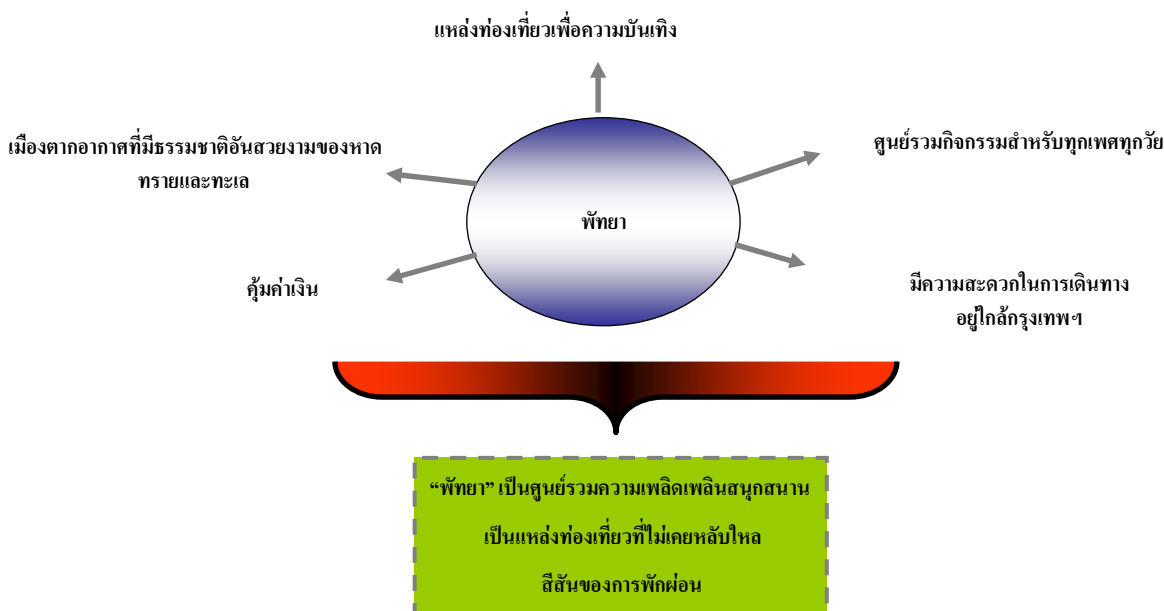 แหล่งท่องเที่ยวเพื่อความบันเทิง
เมืองตากอากาศที่มีธรรมชาติอันสวยงามของหาด
ทรายและทะเล
ศูนย์รวมกิจกรรมสำหรับทุกเพศทุกวัย
พัทยา
คุ้มค่าเงิน
มีความสะดวกในการเดินทาง
อยู่ใกล้กรุงเทพฯ
“พัทยา” เป็นศูนย์รวมความเพลิดเพลินสนุกสนาน
เป็นแหล่งท่องเที่ยวที่ไม่เคยหลับใหล
สีสันของการพักผ่อน